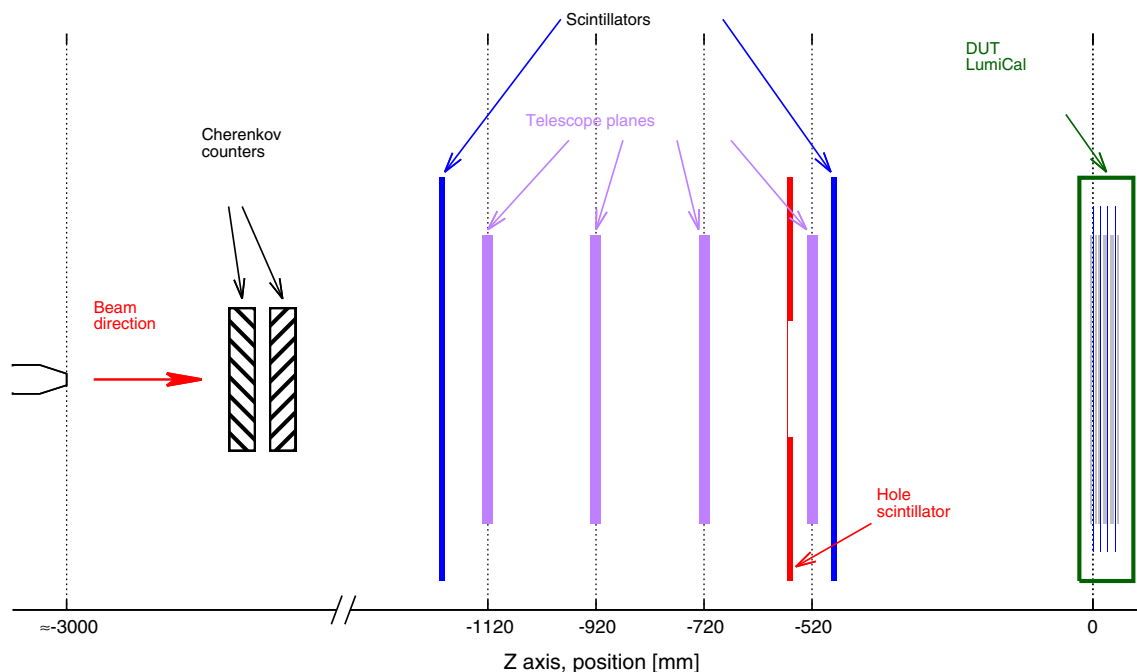 Scintillators
DUT
LumiCal
Telescope planes
Cherenkov
counters
Beam
direction
Hole
scintillator
≈-3000
-1120
-920
-720
-520
0
Z axis, position [mm]